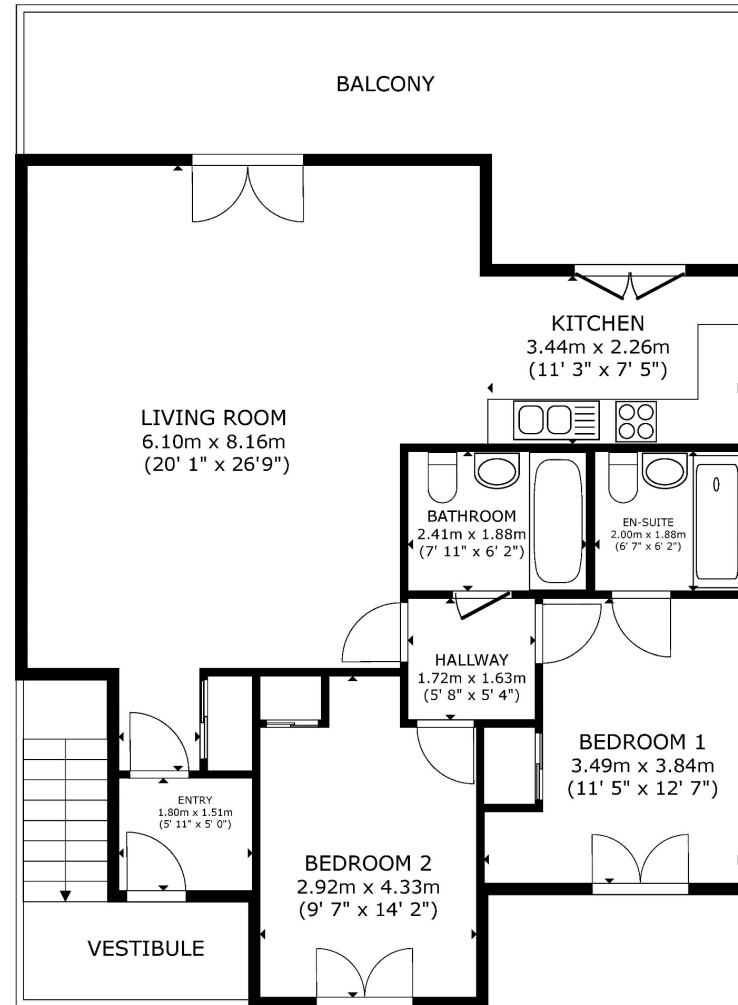 BALCONY
KITCHEN
3.44m x 2.26m
(11' 3" x 7' 5")
LIVING ROOM
6.10m x 8.16m
(20' 1" x 26'9")
BATHROOM
2.41m x 1.88m
(7' 11" x 6' 2")
EN-SUITE
2.00m x 1.88m
(6' 7" x 6' 2")
HALLWAY
1.72m x 1.63m
(5' 8" x 5' 4")
BEDROOM 1
3.49m x 3.84m
(11' 5" x 12' 7")
ENTRY
1.80m x 1.51m
(5' 11" x 5' 0")
BEDROOM 2
2.92m x 4.33m
(9' 7" x 14' 2")
VESTIBULE